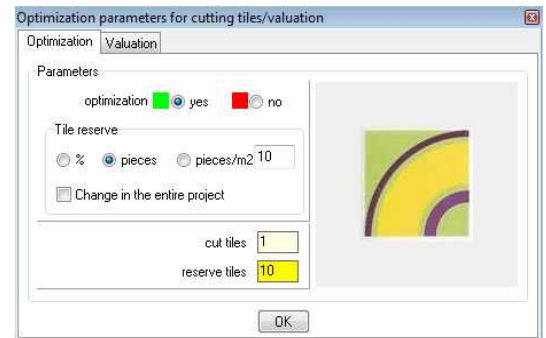 Optimization parameters for cutting tiles/valuation
Optimization Valuation
Parameters
optimization yes no
Tile reserve
% pieces pieces/m2 10
Change in the entire project
cut tiles 1
reserve tiles 10
OK